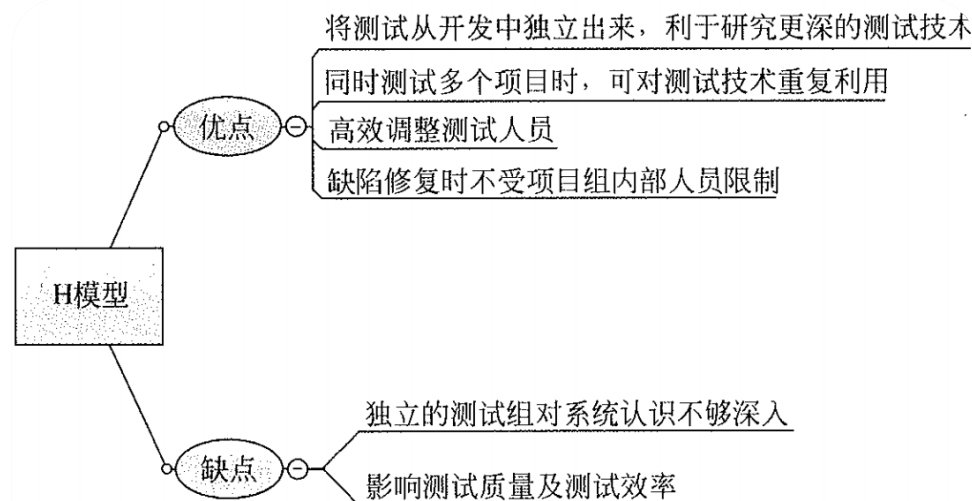 将测试从开发中独立出来，利于研究更深的测试技术
同时测试多个项目时，可对测试技术重复利用
优点
高效调整测试人员
缺陷修复时不受项目组内部人员限制
H模型
独立的测试组对系统认识不够深入
缺点
影响测试质量及测试效率